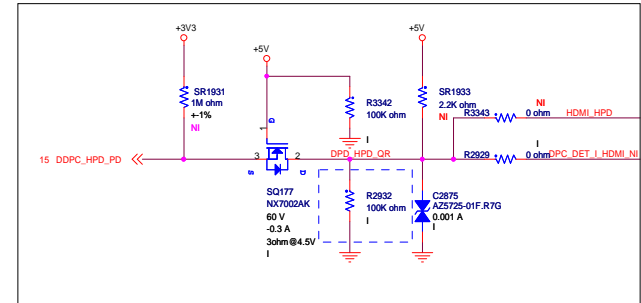 +3V3
+5V
+5V
SR1931
1M ohm
+-1%
NI
R3342
100K ohm
I
SR1933
2.2K ohm
NI
R3343
NI
0 ohm
HDMI_HPD
G
1
15 DDPC_HPD_PD
3
2
S
D
DPD_HPD_QR
R2929
I
0 ohm
DPC_DET_I_HDMI_NI
SQ177
NX7002AK
60 V
-0.3 A
3ohm@4.5V
I
R2932
100K ohm
I
C2875
AZ5725-01F.R7G
0.001 A
I